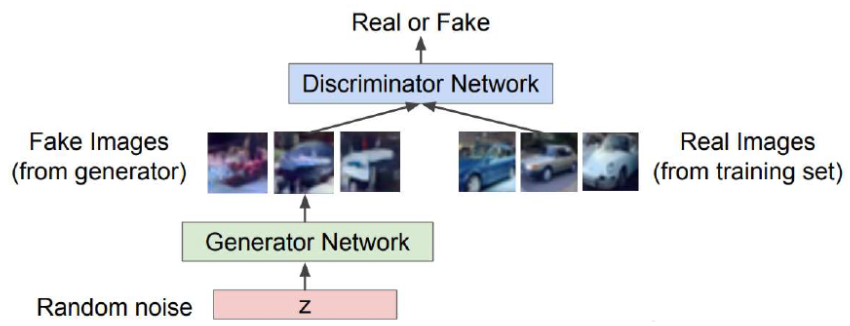 Real or Fake
Discriminator Network
Fake Images
(from generator)
Real Images
(from training set)
Generator Network
Random noise
z